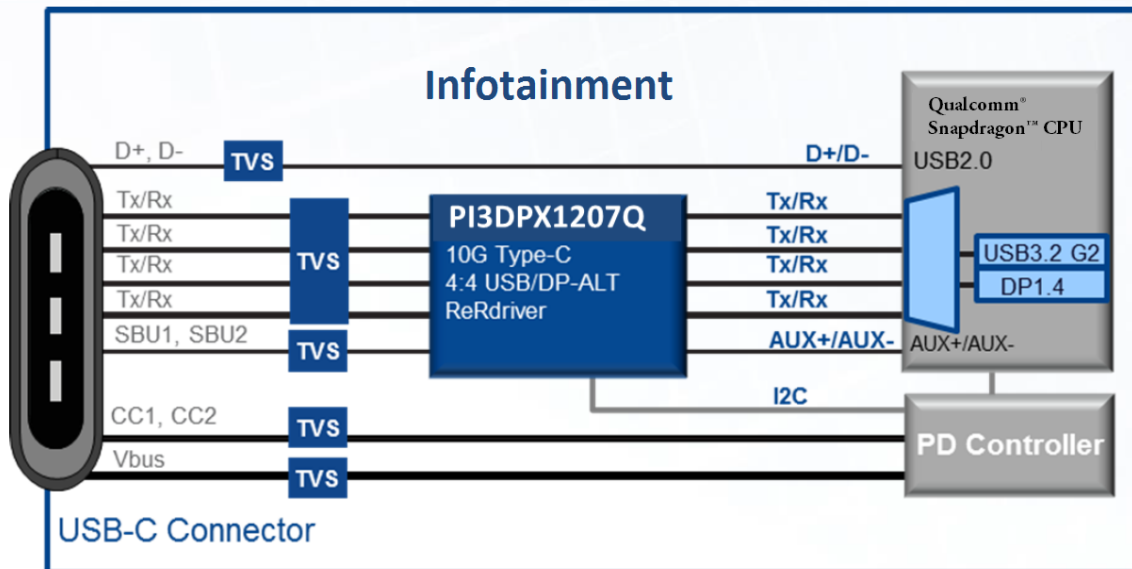 Infotainment
Qualcomm®
Snapdragon™ CPU
D+, D-
TVS
D+/D-
USB2.0
Tx/Rx
Tx/Rx
Tx/Rx
Tx/Rx
TVS
PI3DPX1207Q
10G Type-C
4:4 USB/DP-ALT
ReRdriver
Tx/Rx
Tx/Rx
Tx/Rx
Tx/Rx
USB3.2 G2
DP1.4
SBU1, SBU2
TVS
AUX+/AUX-
AUX+/AUX-
I2C
CC1, CC2
TVS
PD Controller
Vbus
TVS
USB-C Connector